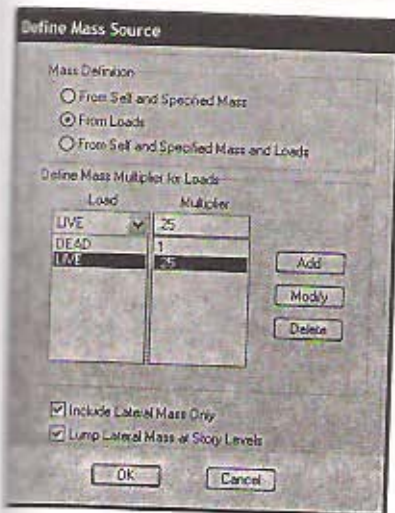 Define Mass Source
Mass Definition
From Self and Specified Mass
From Loads
From Self and Specified Mass and Loads
Define Mass Multiplier for Loads
Load Multiplier
LIVE .25
DEAD 1
LIVE .25
Add
Modify
Delete
Include Lateral Mass Only
Lump Lateral Mass at Story Levels
OK Cancel